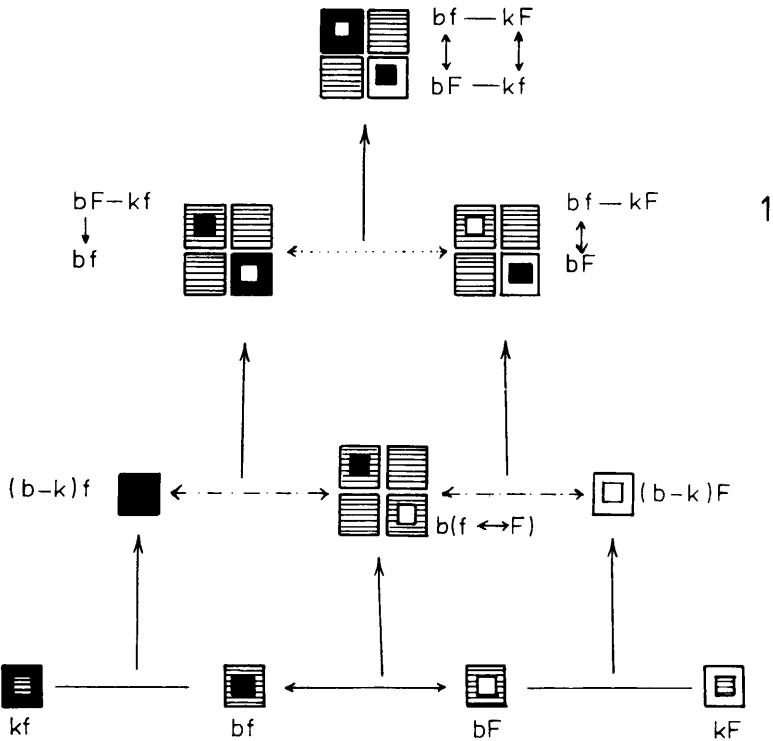 bf — kF
↕ ↕
bF — kf
bF–kf
↓
bf
bf — kF
↕
bF
1
(b–k)f
b(f ↔ F)
(b–k)F
kf
bf
bF
kF